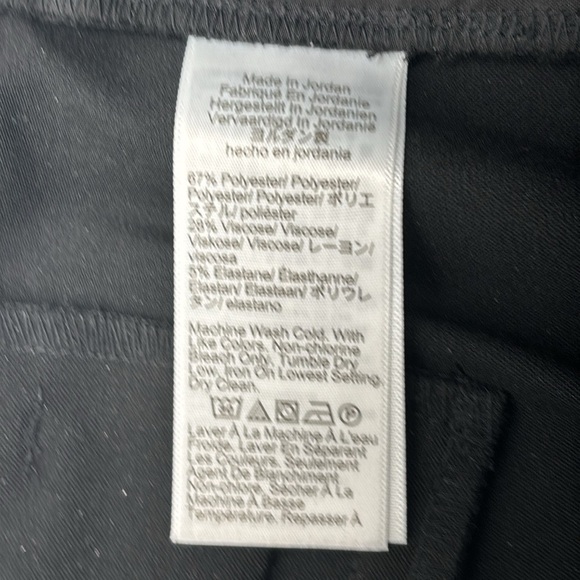 Made In Jordan
Fabriqué En Jordanie
Hergestellt In Jordanien
Vervaardigd In Jordanië
ヨルダン製
hecho en jordania
67% Polyester/ Polyester/
Polyester/ Polyester/ ポリエ
ステル/ poliéster
28% Viscose/ Viscose/
Viskose/ Viscose/ レーヨン/
viscosa
5% Elastane/ Élasthanne/
Elastan/ Elastaan/ ポリウレ
タン/ elastano
Machine Wash Cold. With
Like Colors. Non-chlorine
Bleach Only. Tumble Dry
Low. Iron On Lowest Setting.
Dry Clean.
Laver À La Machine À L'eau
Froide. Laver En Séparant
Les Couleurs. Seulement
Agent De Blanchiment
Non-chlore. Sécher À La
Machine À Basse
Température. Repasser À